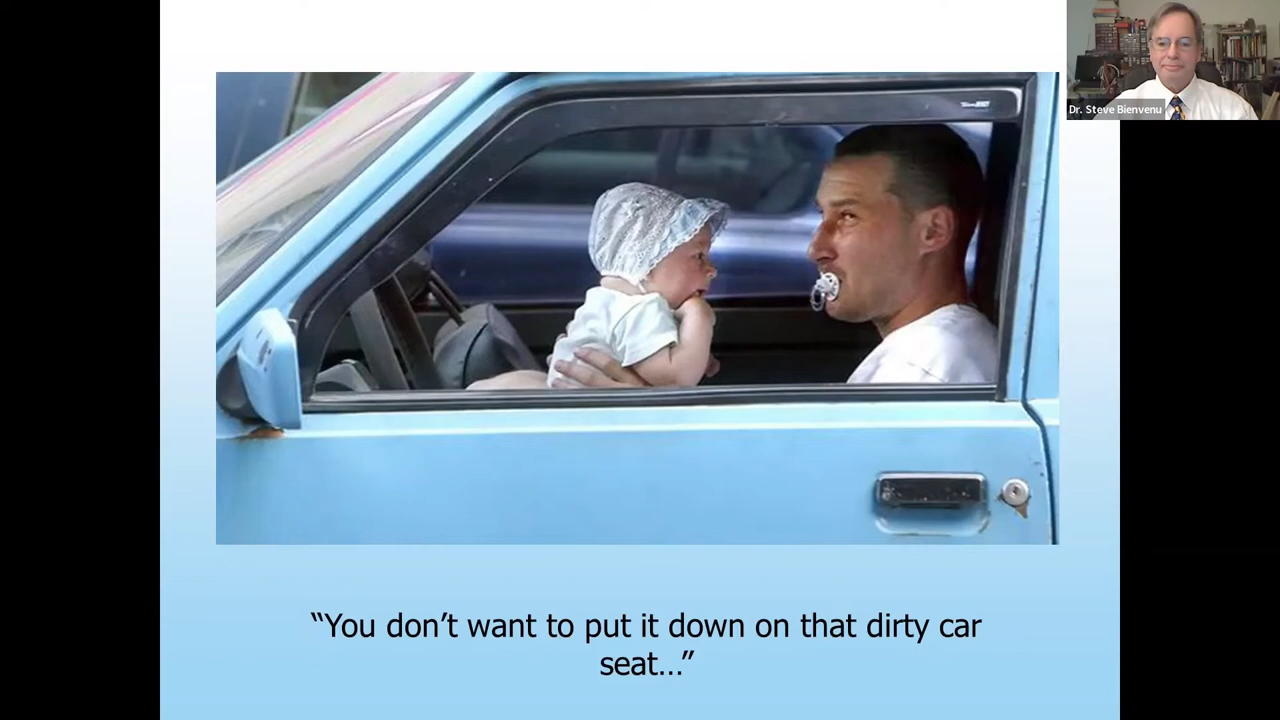 Dr. Steve Bienvenu
“You don’t want to put it down on that dirty car
seat…”